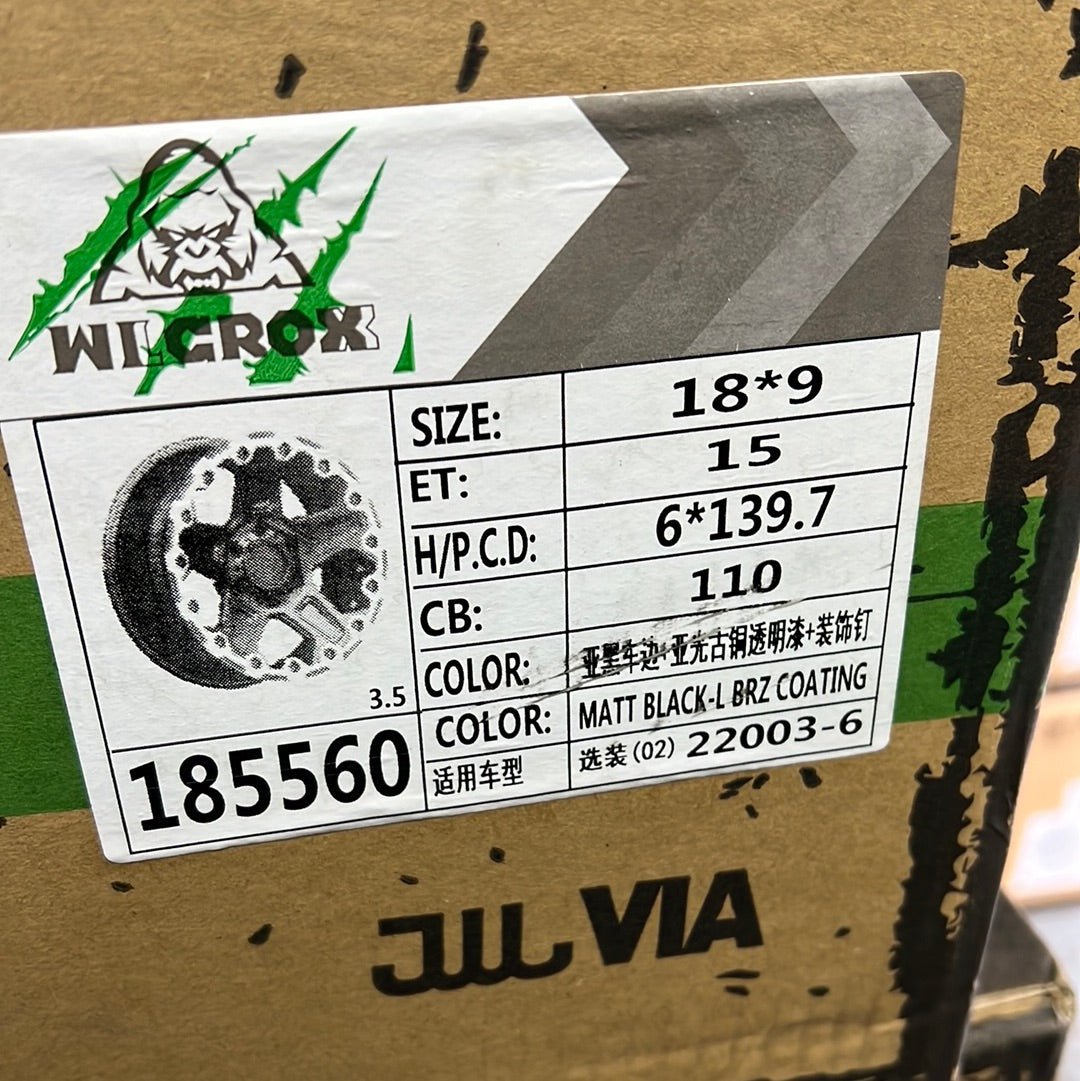 WILCROX
SIZE: 18*9
ET: 15
H/P.C.D: 6*139.7
CB: 110
COLOR: 亚黑车边+亚光古铜透明漆+装饰钉
COLOR: MATT BLACK-L BRZ COATING
适用车型 选装(02) 22003-6
3.5
185560
VIA